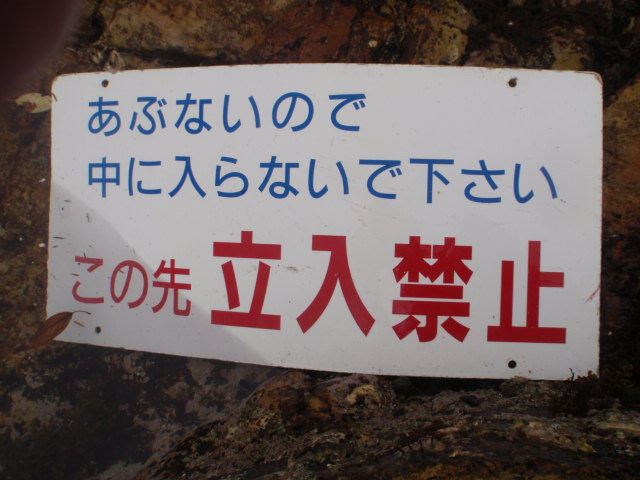 あぶないので
中に入らないで下さい
この先 立入禁止